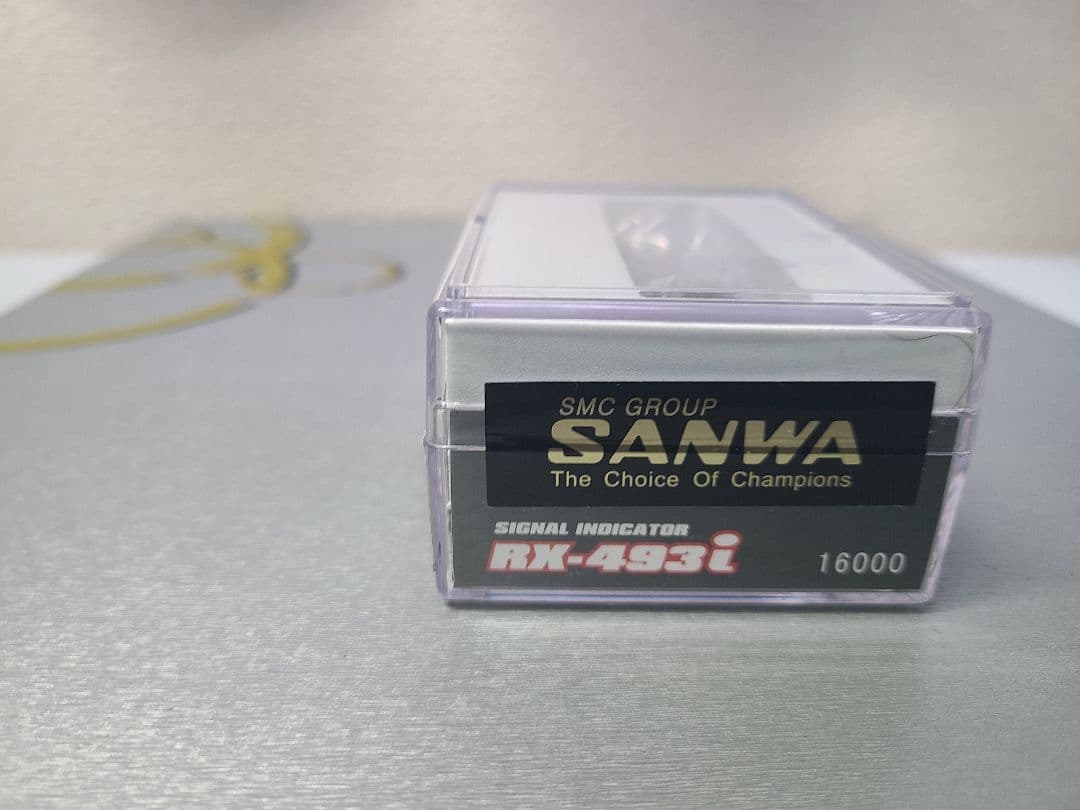 SMC GROUP
SANWA
The Choice Of Champions
SIGNAL INDICATOR
RX-493i
16000